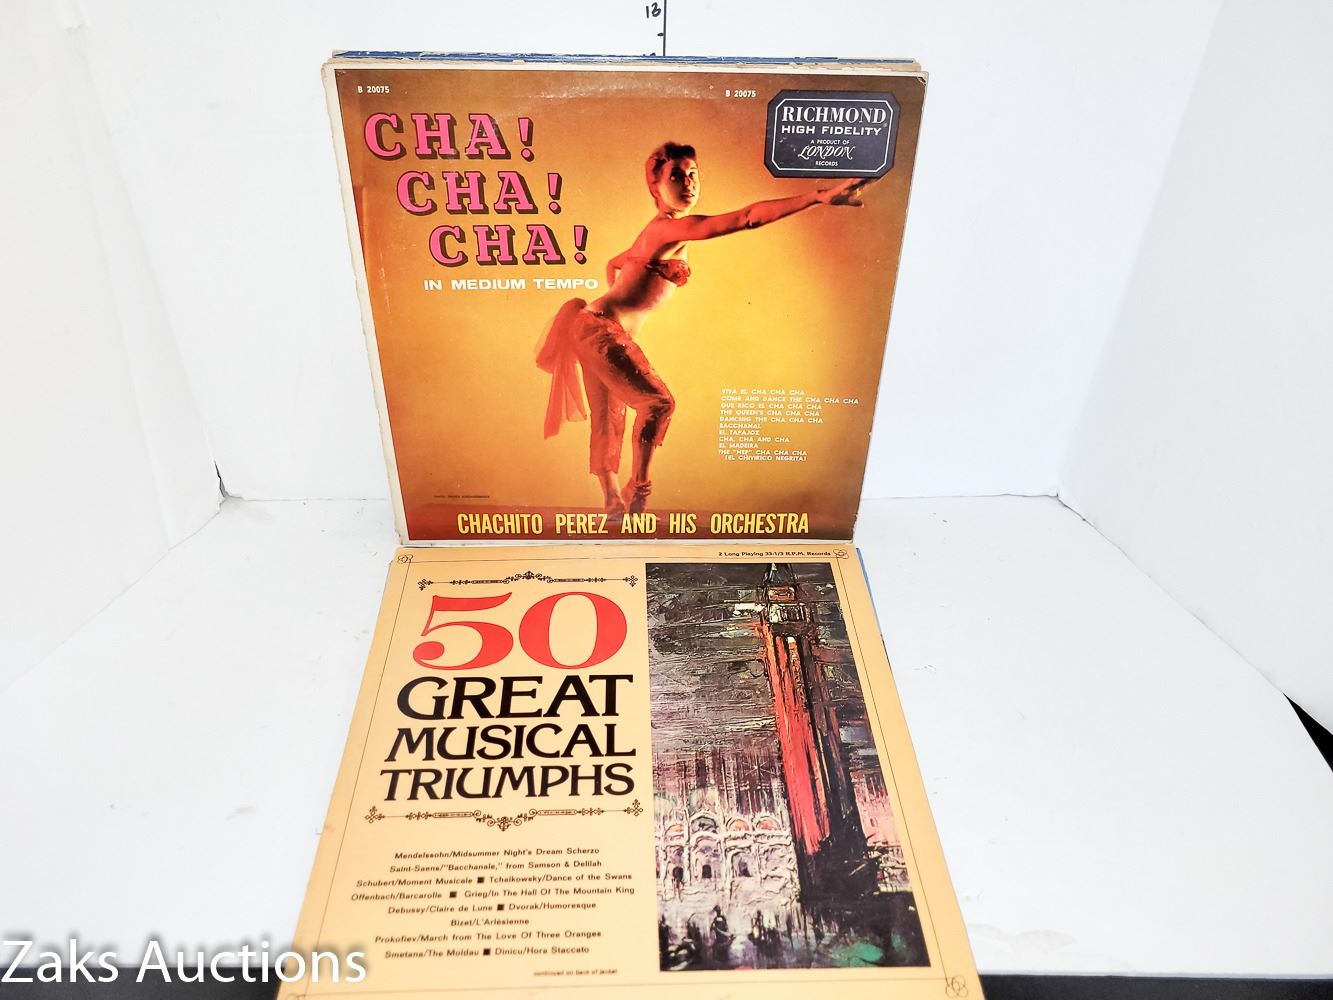 13
B 20075
B 20075
RICHMOND
HIGH FIDELITY
A PRODUCT OF
LONDON
RECORDS
CHA!
CHA!
CHA!
IN MEDIUM TEMPO
VIVA EL CHA CHA CHA
COME AND DANCE THE CHA CHA CHA
QUE RICO EL CHA CHA CHA
THE QUEEN'S CHA CHA CHA
DANCING THE CHA CHA CHA
BACCHANAL
EL TAPAJOZ
CHA, CHA AND CHA
EL MADEIRA
THE "HEP" CHA CHA CHA
(EL CHIVIRICO NEGRITA)
CHACHITO PEREZ AND HIS ORCHESTRA
2 Long Playing 33-1/3 R.P.M. Records
50
GREAT
MUSICAL
TRIUMPHS
Mendelssohn/Midsummer Night's Dream Scherzo
Saint-Saens/"Bacchanale," from Samson & Delilah
Schubert/Moment Musicale ■ Tchaikowsky/Dance of the Swans
Offenbach/Barcarolle ■ Grieg/In The Hall Of The Mountain King
Debussy/Claire de Lune ■ Dvorak/Humoresque
Bizet/L'Arlésienne
Prokofiev/March from The Love Of Three Oranges
Smetana/The Moldau ■ Dinicu/Hora Staccato
continued on back of jacket
Zaks Auctions